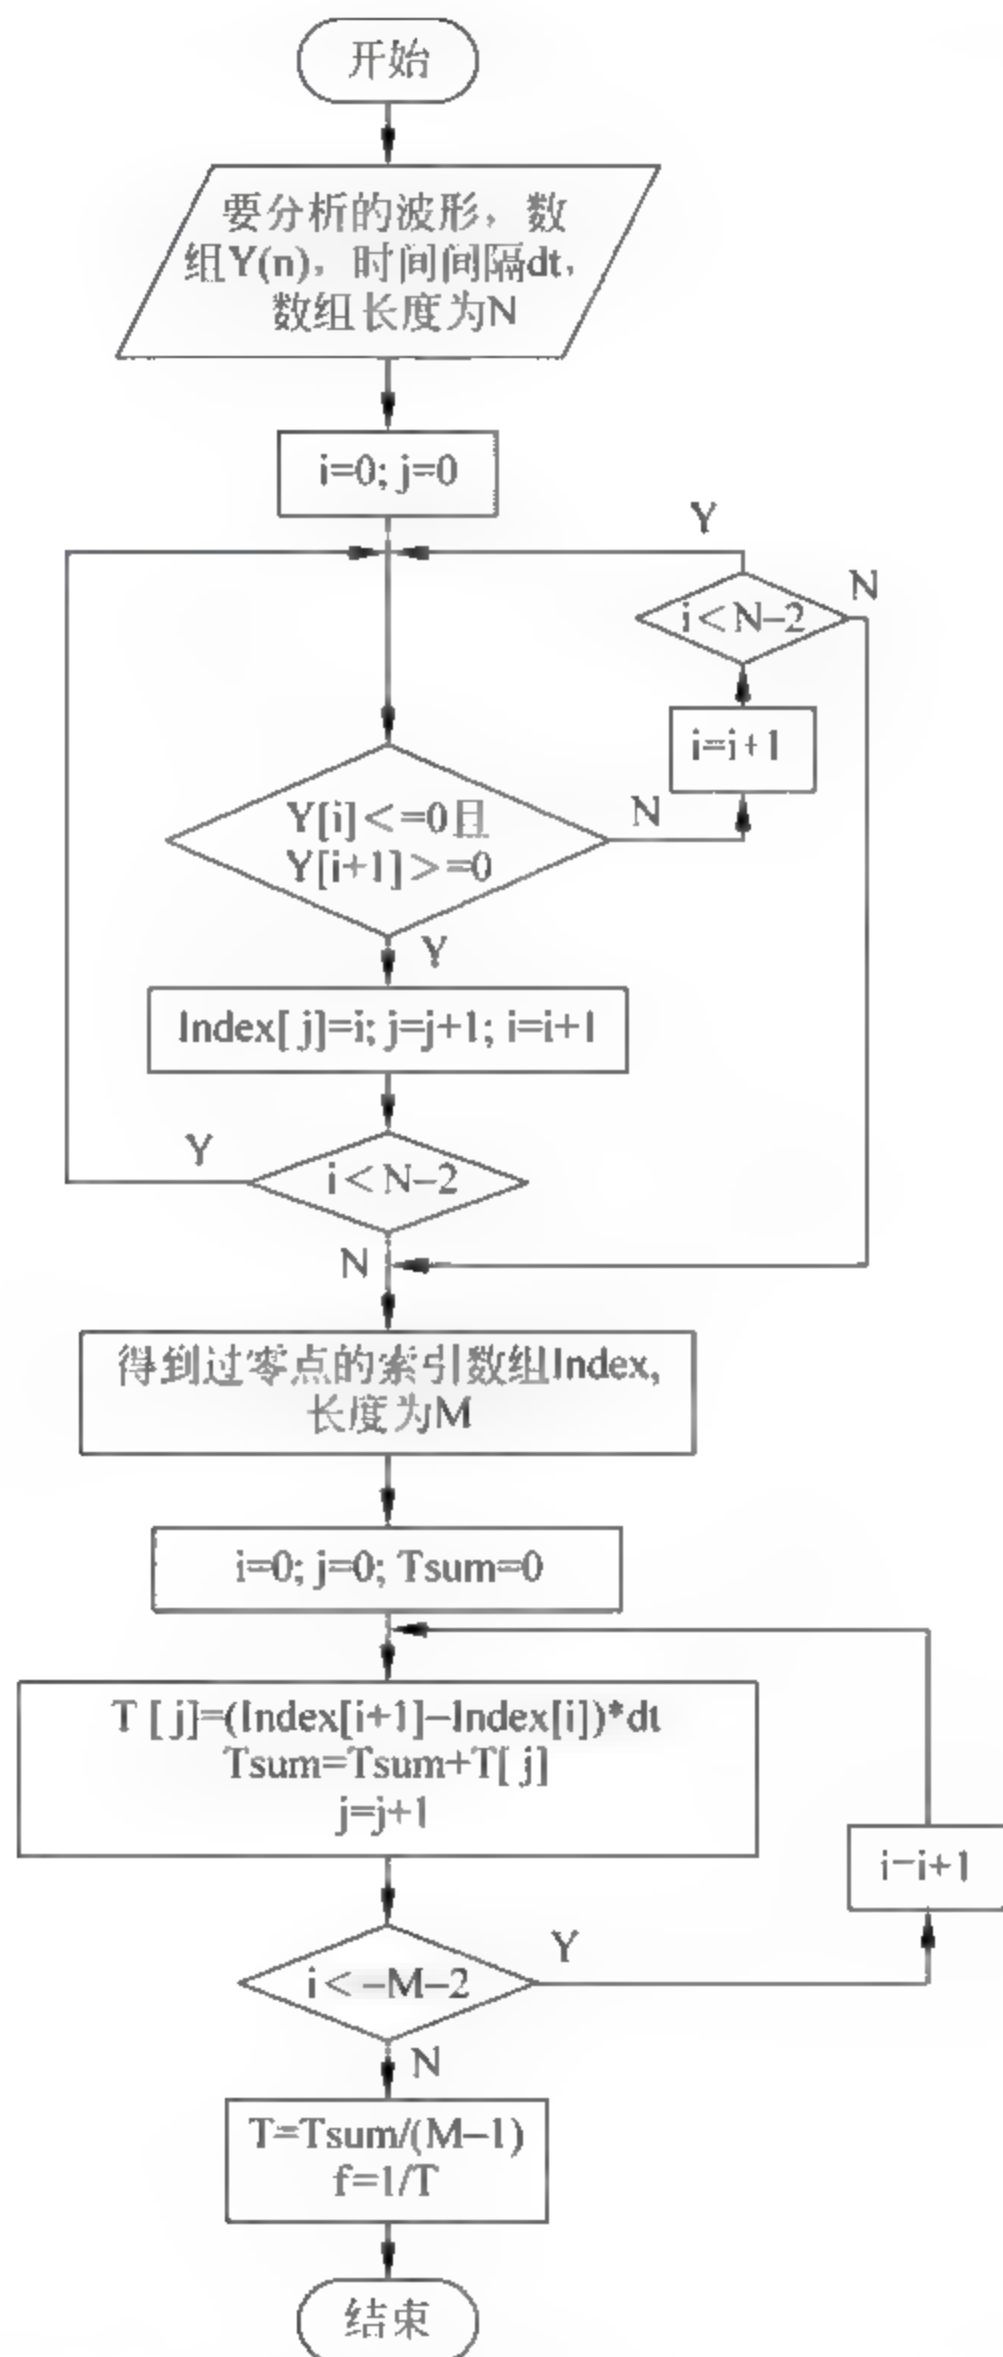 开始
要分析的波形，数
组Y(n)，时间间隔dt，
数组长度为N
i=0; j=0
Y
i<N-2
N
i=i+1
Y[i]<=0且
Y[i+1]>=0
N
Y
Index[j]=i; j=j+1; i=i+1
Y
i<N-2
N
得到过零点的索引数组Index,
长度为M
i=0; j=0; Tsum=0
T[j]=(Index[i+1]-Index[i])*dt
Tsum=Tsum+T[j]
j=j+1
i-i+1
i<-M-2
Y
N
T=Tsum/(M-1)
f=1/T
结束